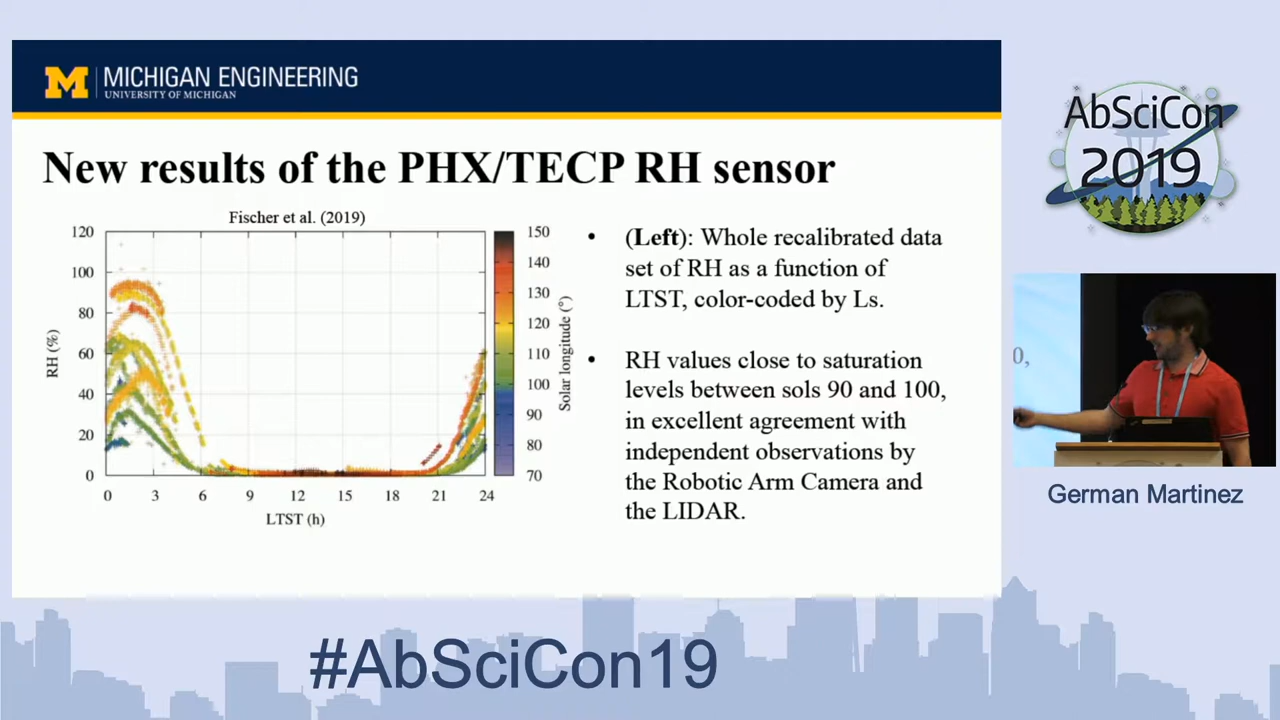 MICHIGAN ENGINEERING
UNIVERSITY OF MICHIGAN
New results of the PHX/TECP RH sensor
Fischer et al. (2019)
120
100
80
60
40
20
0
RH (%)
0 3 6 9 12 15 18 21 24
LTST (h)
150
140
130
120
110
100
90
80
70
Solar longitude (°)
• (Left): Whole recalibrated data
set of RH as a function of
LTST, color-coded by Ls.
• RH values close to saturation
levels between sols 90 and 100,
in excellent agreement with
independent observations by
the Robotic Arm Camera and
the LIDAR.
AbSciCon
2019
0,
German Martinez
#AbSciCon19